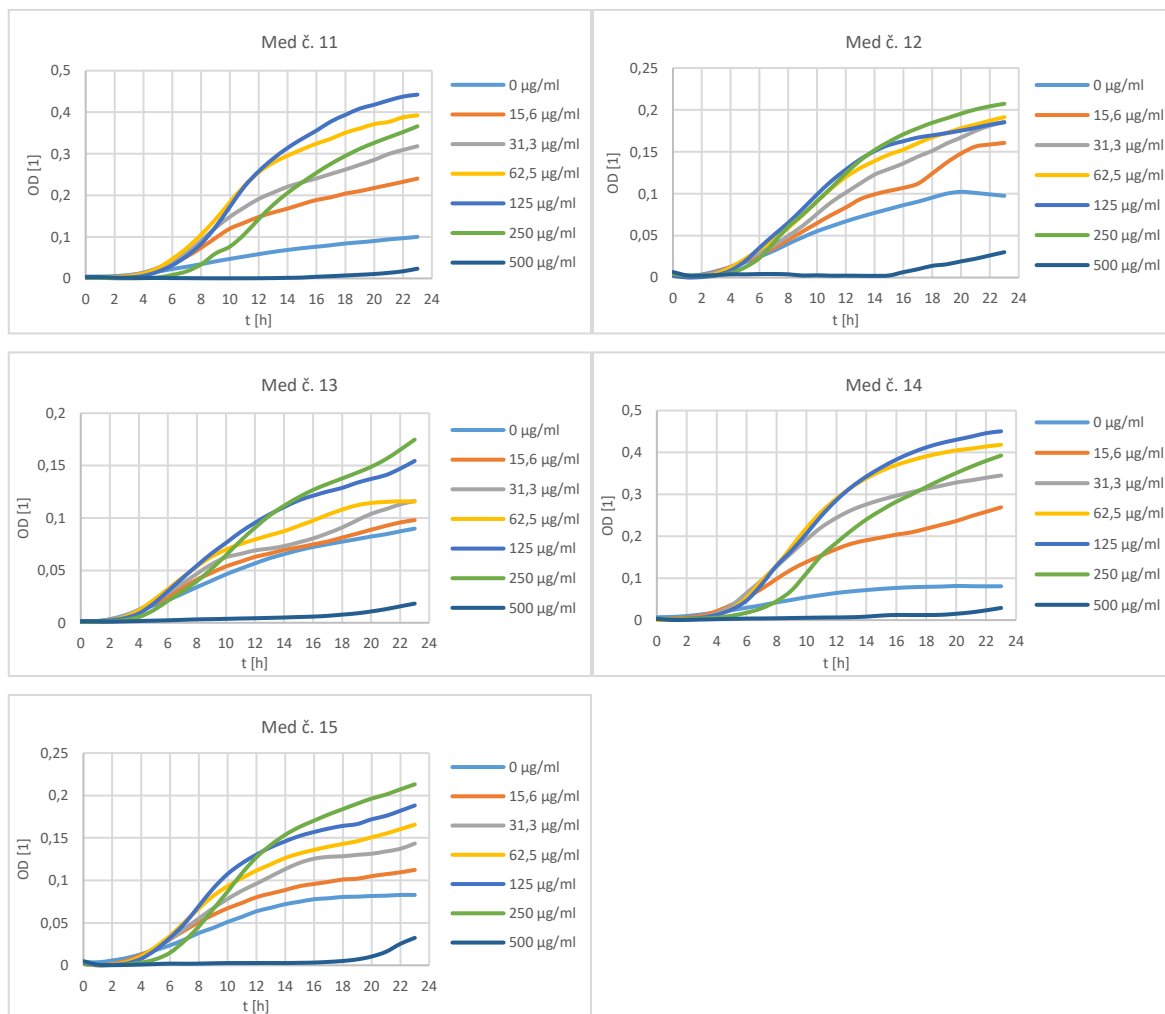 Med č. 11
0,5
0,4
0,3
0,2
0,1
0
OD [1]
0 2 4 6 8 10 12 14 16 18 20 22 24
t [h]
0 µg/ml
15,6 µg/ml
31,3 µg/ml
62,5 µg/ml
125 µg/ml
250 µg/ml
500 µg/ml
Med č. 12
0,25
0,2
0,15
0,1
0,05
0
OD [1]
0 2 4 6 8 10 12 14 16 18 20 22 24
t [h]
0 µg/ml
15,6 µg/ml
31,3 µg/ml
62,5 µg/ml
125 µg/ml
250 µg/ml
500 µg/ml
Med č. 13
0,2
0,15
0,1
0,05
0
OD [1]
0 2 4 6 8 10 12 14 16 18 20 22 24
t [h]
0 µg/ml
15,6 µg/ml
31,3 µg/ml
62,5 µg/ml
125 µg/ml
250 µg/ml
500 µg/ml
Med č. 14
0,5
0,4
0,3
0,2
0,1
0
OD [1]
0 2 4 6 8 10 12 14 16 18 20 22 24
t [h]
0 µg/ml
15,6 µg/ml
31,3 µg/ml
62,5 µg/ml
125 µg/ml
250 µg/ml
500 µg/ml
Med č. 15
0,25
0,2
0,15
0,1
0,05
0
OD [1]
0 2 4 6 8 10 12 14 16 18 20 22 24
t [h]
0 µg/ml
15,6 µg/ml
31,3 µg/ml
62,5 µg/ml
125 µg/ml
250 µg/ml
500 µg/ml